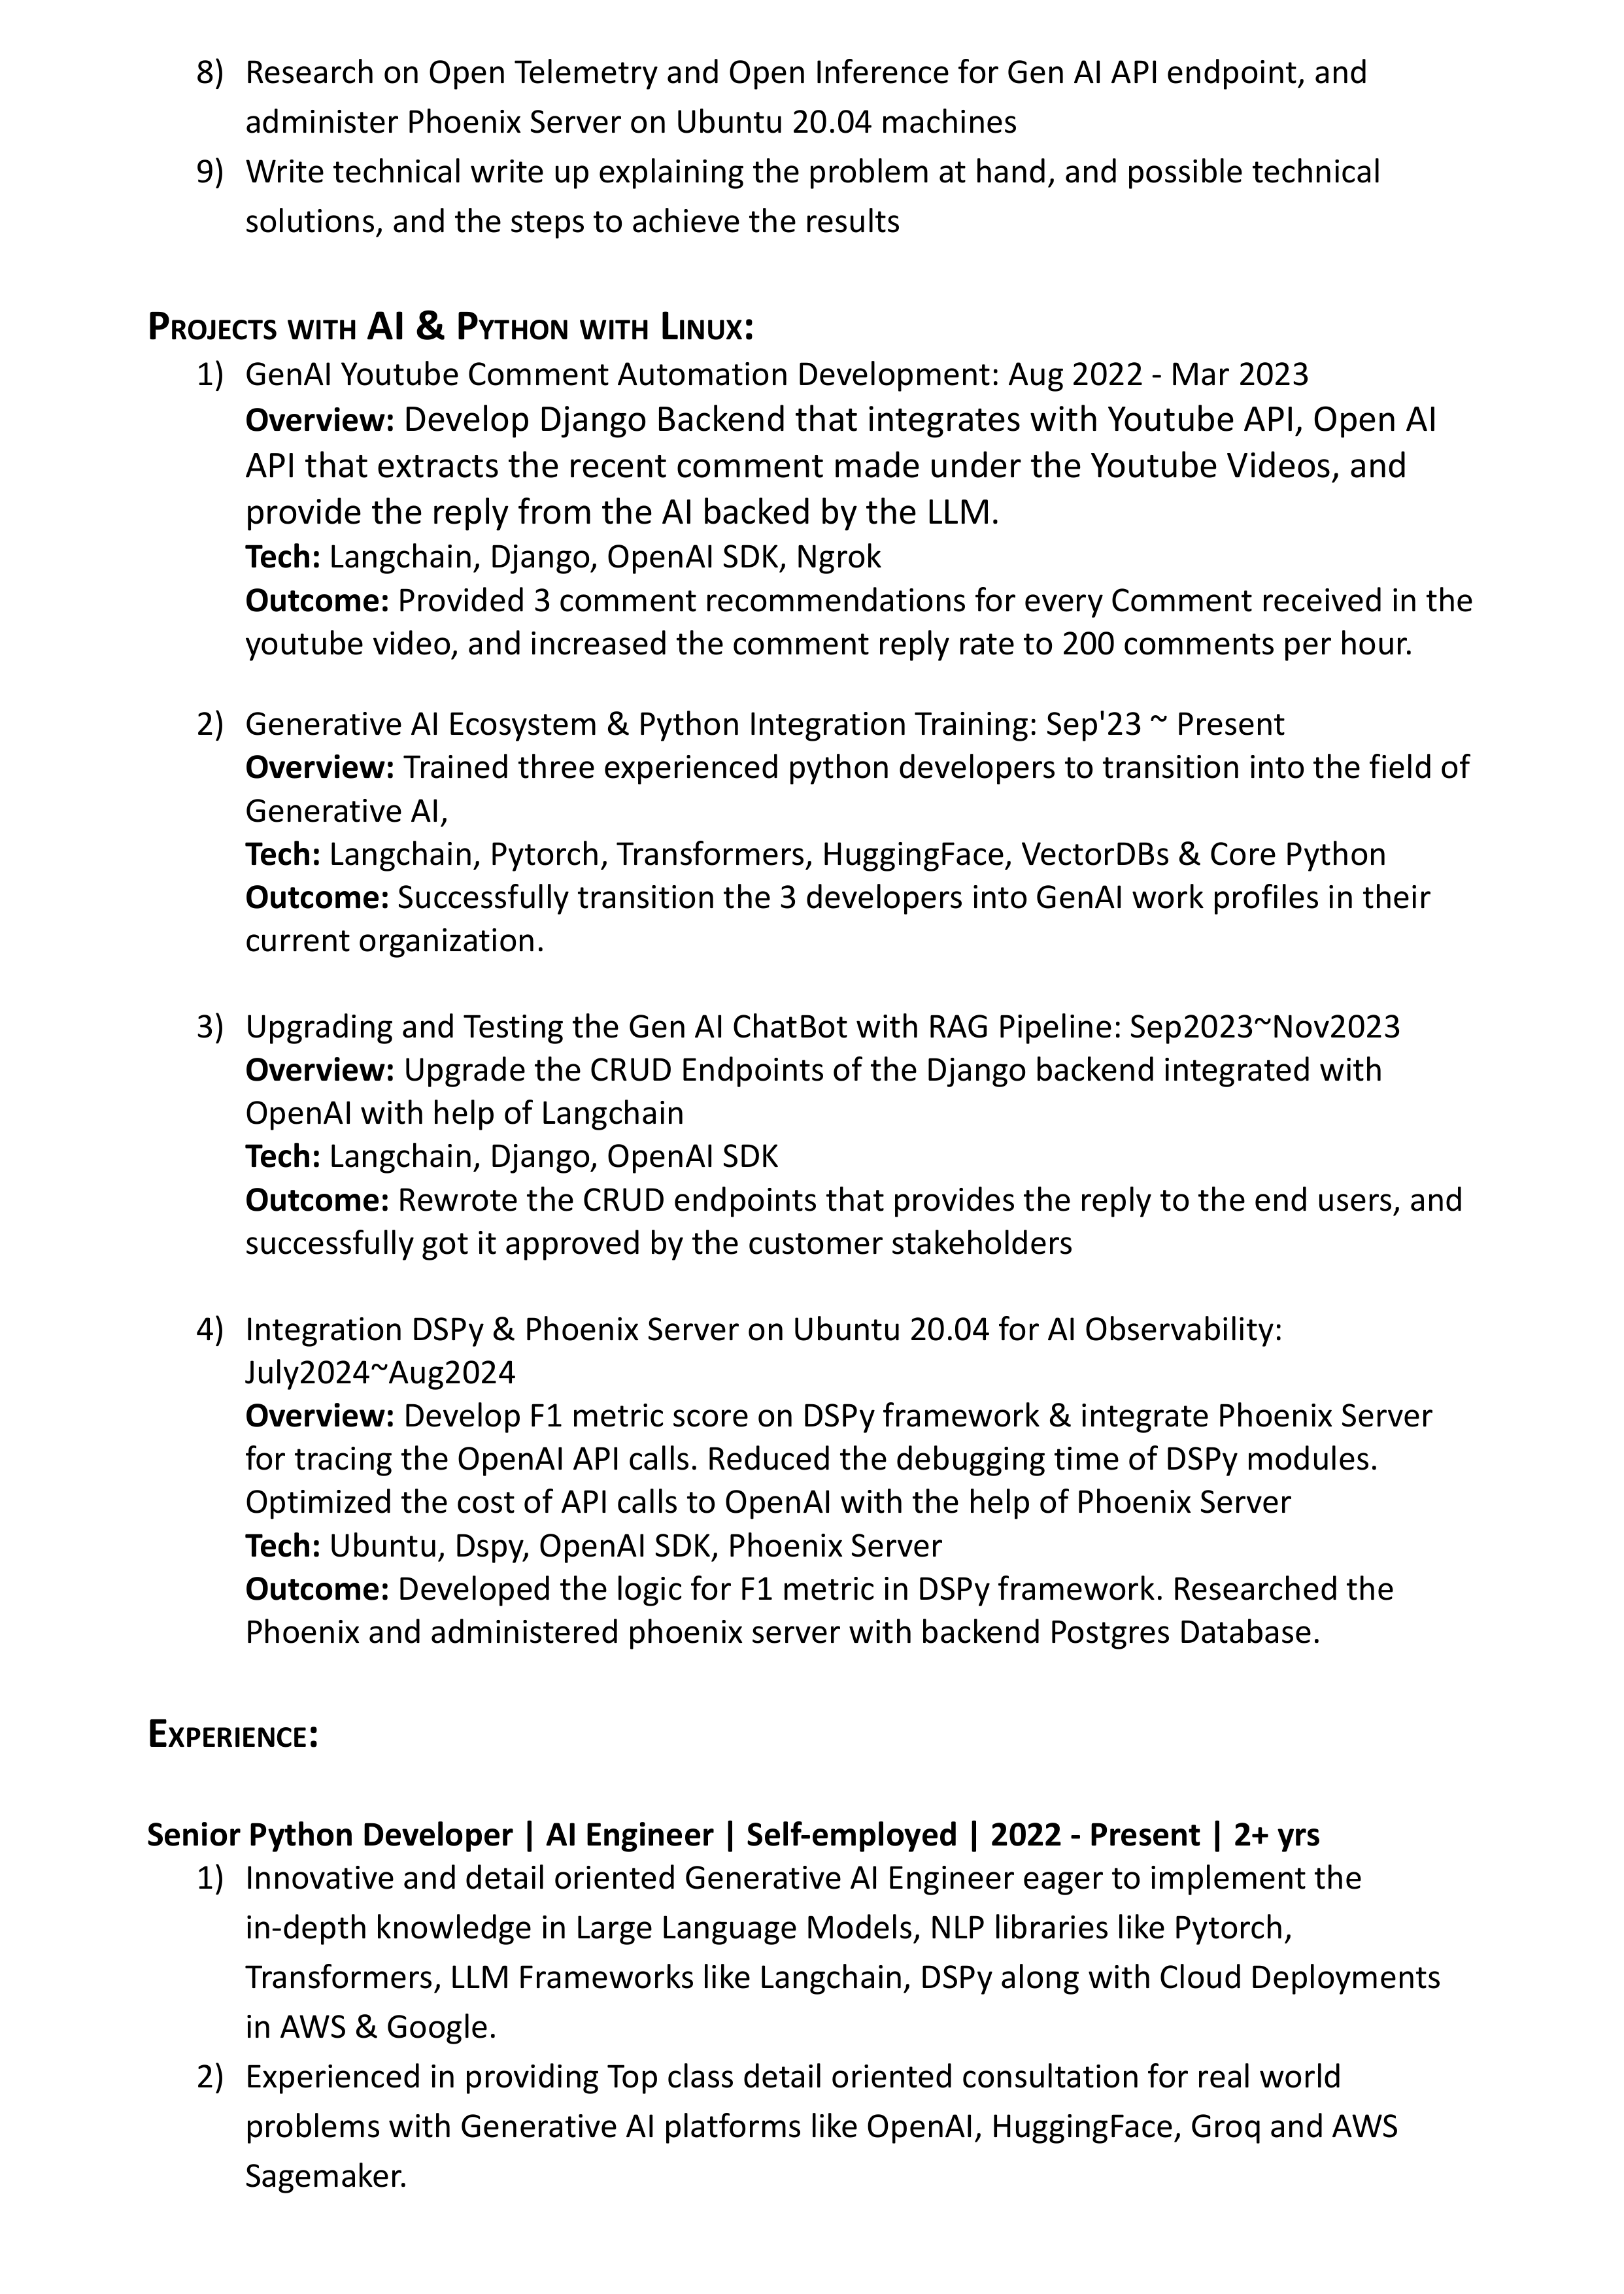 8) Research on Open Telemetry and Open Inference for Gen AI API endpoint, and
administer Phoenix Server on Ubuntu 20.04 machines
9) Write technical write up explaining the problem at hand, and possible technical
solutions, and the steps to achieve the results
PROJECTS WITH AI & PYTHON WITH LINUX:
1) GenAI Youtube Comment Automation Development: Aug 2022 - Mar 2023
Overview: Develop Django Backend that integrates with Youtube API, Open AI
API that extracts the recent comment made under the Youtube Videos, and
provide the reply from the AI backed by the LLM.
Tech: Langchain, Django, OpenAI SDK, Ngrok
Outcome: Provided 3 comment recommendations for every Comment received in the
youtube video, and increased the comment reply rate to 200 comments per hour.
2) Generative AI Ecosystem & Python Integration Training: Sep'23 ~ Present
Overview: Trained three experienced python developers to transition into the field of
Generative AI,
Tech: Langchain, Pytorch, Transformers, HuggingFace, VectorDBs & Core Python
Outcome: Successfully transition the 3 developers into GenAI work profiles in their
current organization.
3) Upgrading and Testing the Gen AI ChatBot with RAG Pipeline: Sep2023~Nov2023
Overview: Upgrade the CRUD Endpoints of the Django backend integrated with
OpenAI with help of Langchain
Tech: Langchain, Django, OpenAI SDK
Outcome: Rewrote the CRUD endpoints that provides the reply to the end users, and
successfully got it approved by the customer stakeholders
4) Integration DSPy & Phoenix Server on Ubuntu 20.04 for AI Observability:
July2024~Aug2024
Overview: Develop F1 metric score on DSPy framework & integrate Phoenix Server
for tracing the OpenAI API calls. Reduced the debugging time of DSPy modules.
Optimized the cost of API calls to OpenAI with the help of Phoenix Server
Tech: Ubuntu, Dspy, OpenAI SDK, Phoenix Server
Outcome: Developed the logic for F1 metric in DSPy framework. Researched the
Phoenix and administered phoenix server with backend Postgres Database.
EXPERIENCE:
Senior Python Developer | AI Engineer | Self-employed | 2022 - Present | 2+ yrs
1) Innovative and detail oriented Generative AI Engineer eager to implement the
in-depth knowledge in Large Language Models, NLP libraries like Pytorch,
Transformers, LLM Frameworks like Langchain, DSPy along with Cloud Deployments
in AWS & Google.
2) Experienced in providing Top class detail oriented consultation for real world
problems with Generative AI platforms like OpenAI, HuggingFace, Groq and AWS
Sagemaker.